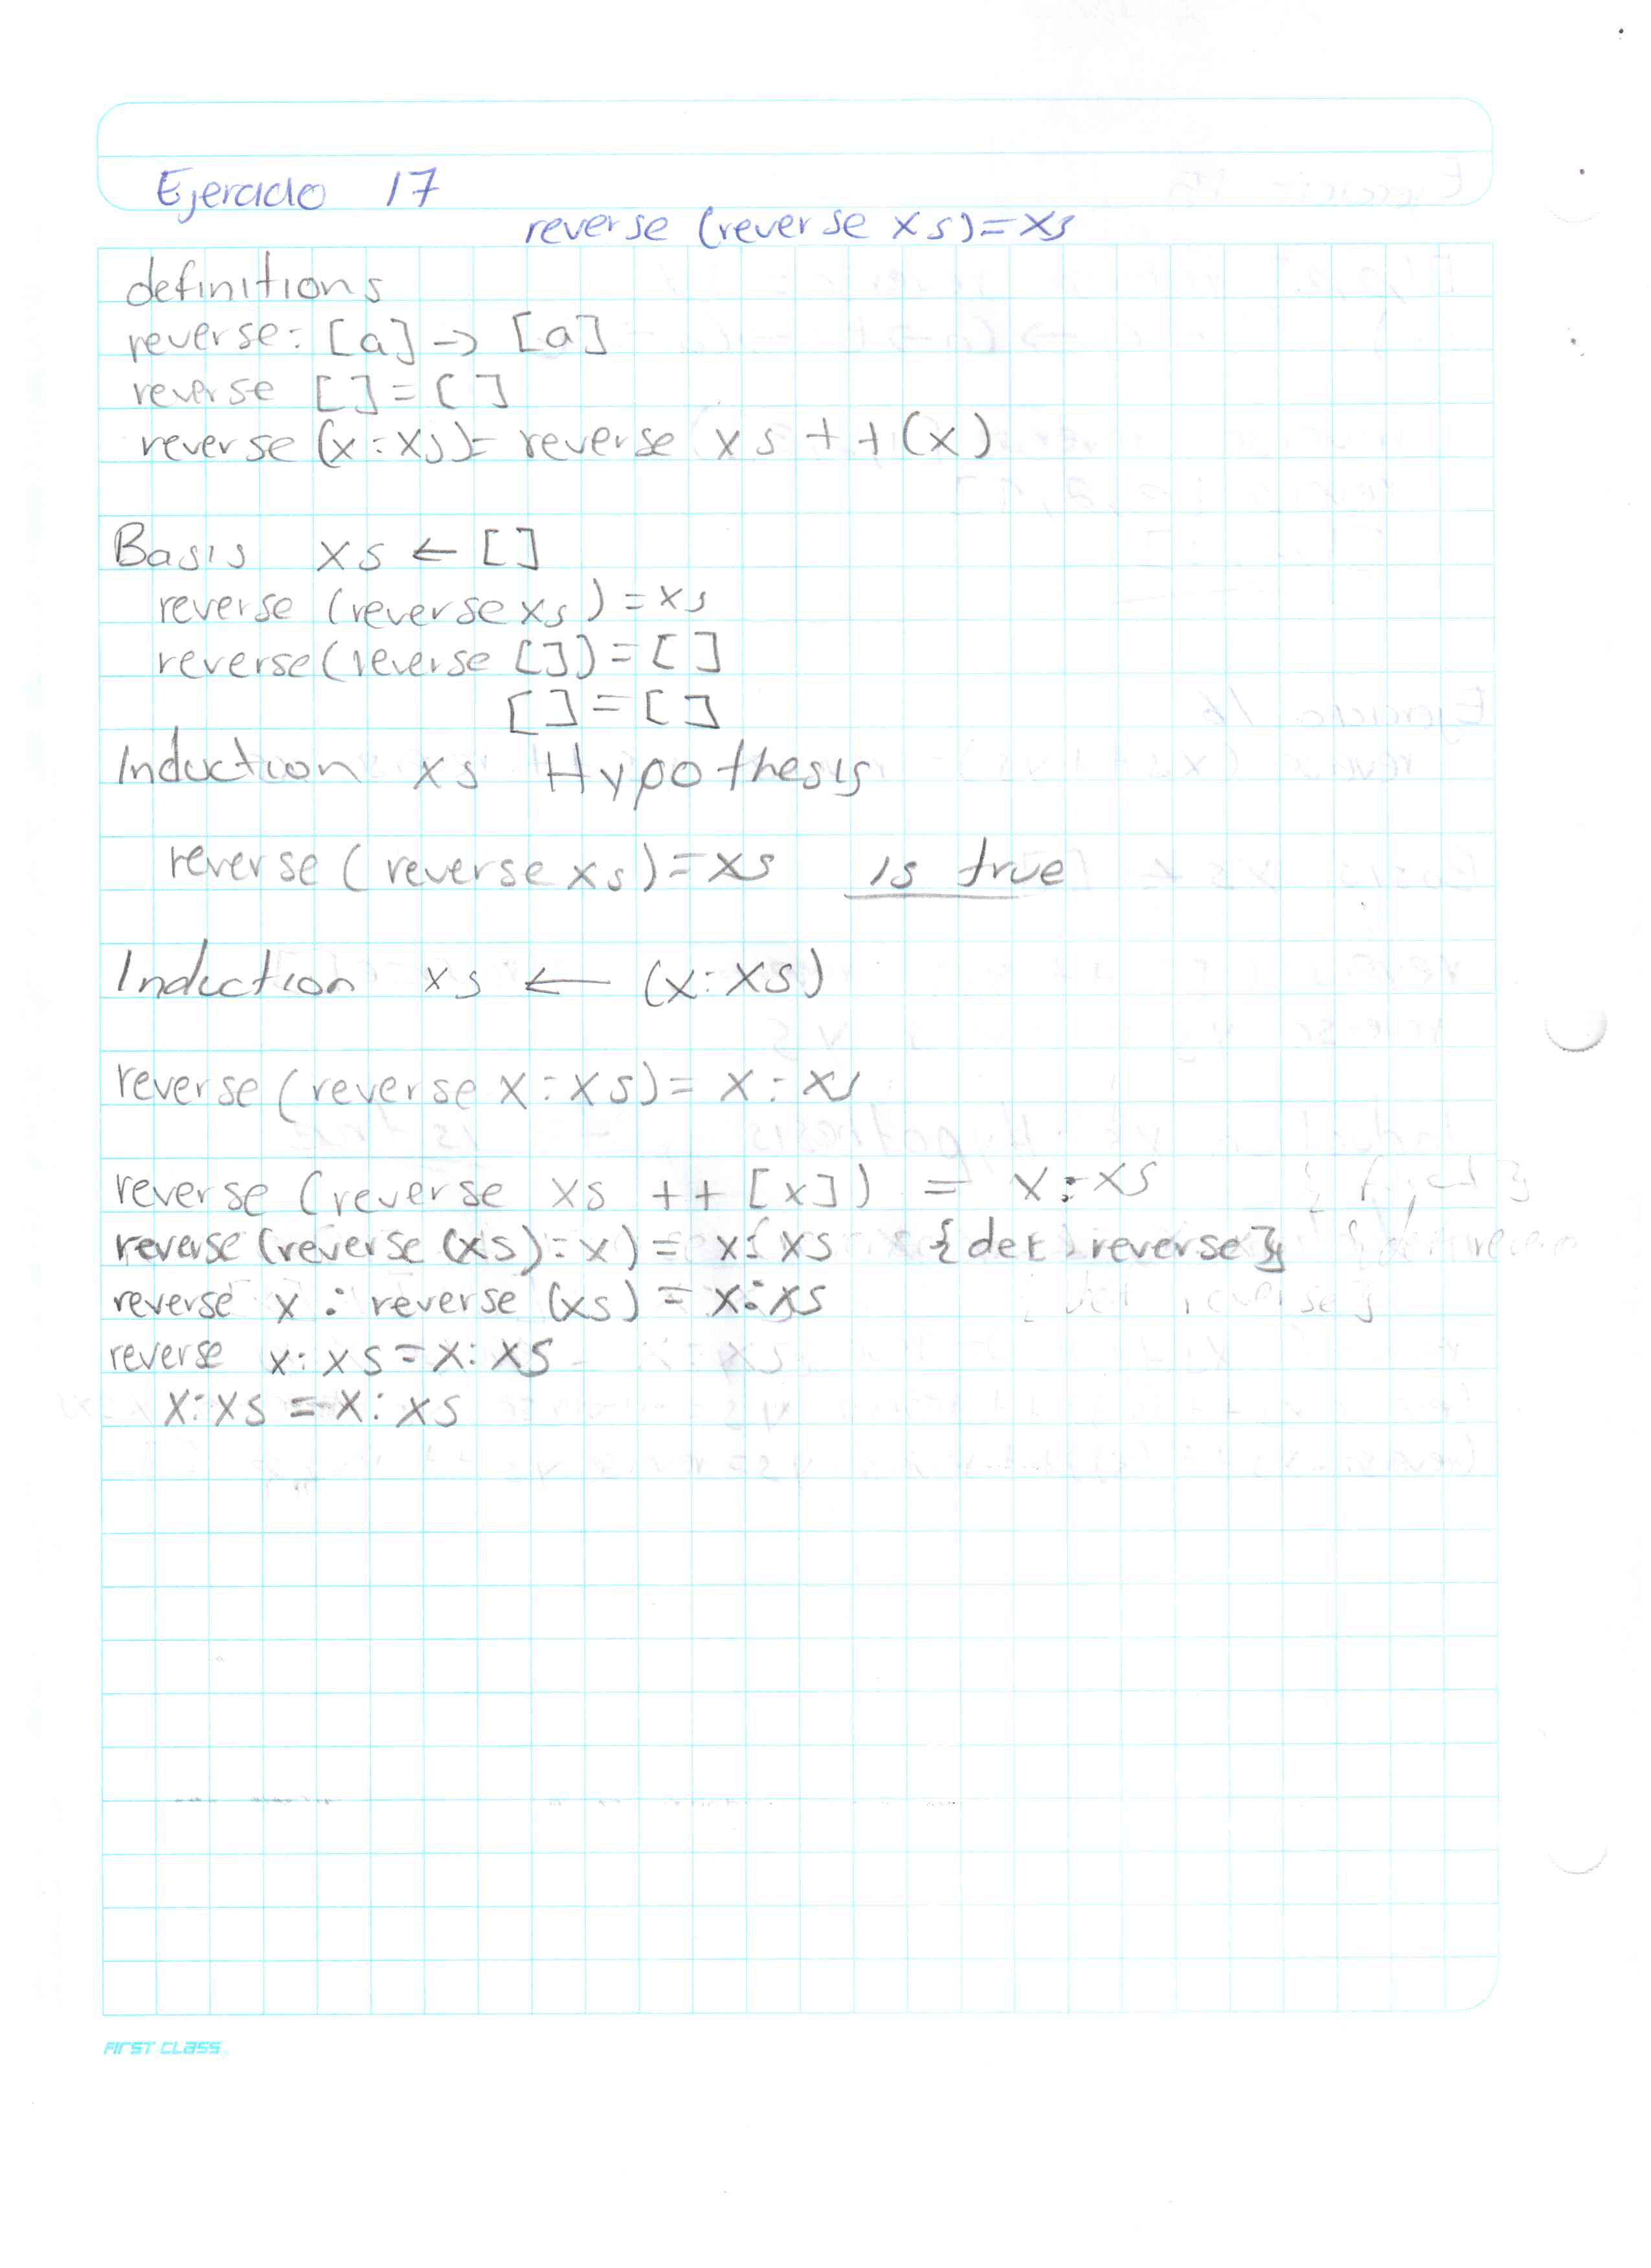 Ejercicio 17
reverse (reverse xs)=xs
definitions
reverse: [a] -> [a]
reverse []=[]
reverse (x:xs)= reverse xs ++(x)
Basis xs ← []
reverse (reverse xs)=xs
reverse(reverse [])=[]
[]=[]
Induction xs Hypothesis
reverse (reverse xs)=xs is true
Induction xs ← (x:xs)
reverse (reverse x:xs)= x:xs
reverse (reverse xs ++ [x]) = x:xs
reverse (reverse (xs):x) = x:xs {det reverse}
reverse x : reverse (xs) = x:xs
reverse x:xs=x:xs
x:xs=x:xs
FIRST CLASS